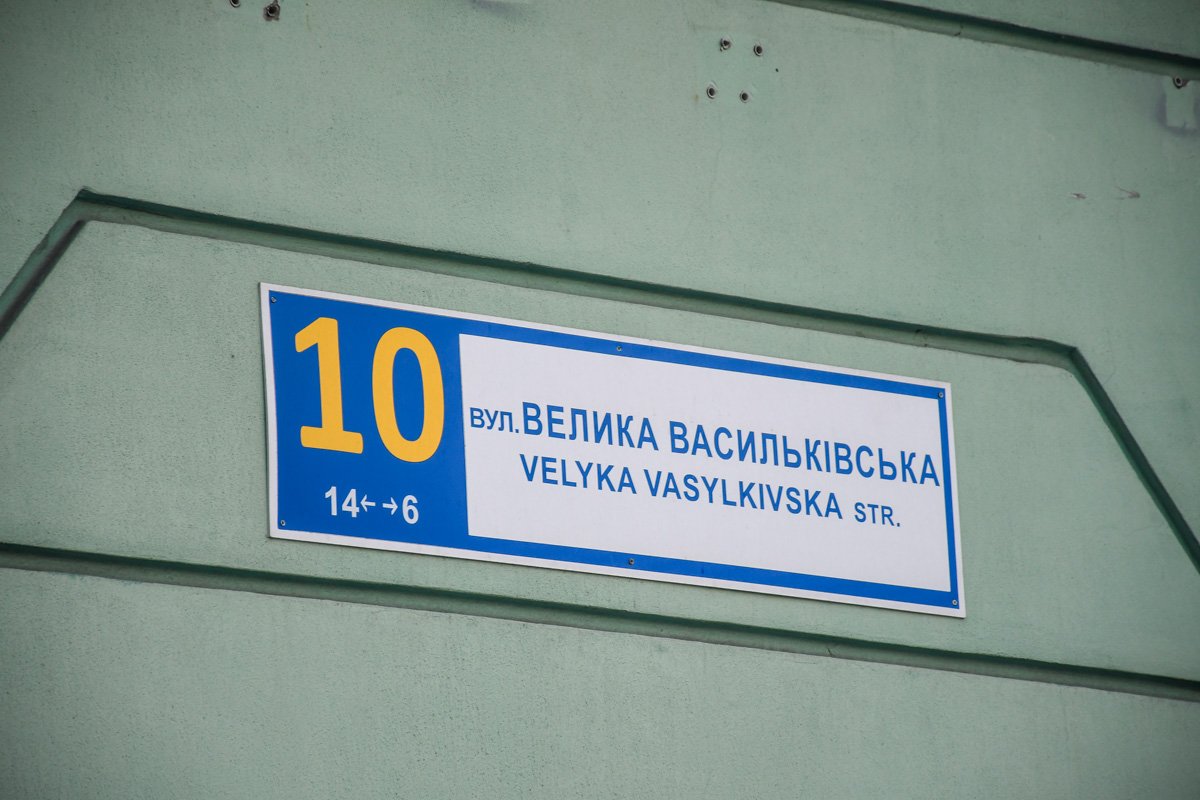 10
14←→6
вул.ВЕЛИКА ВАСИЛЬКІВСЬКА
VELYKA VASYLKIVSKA STR.